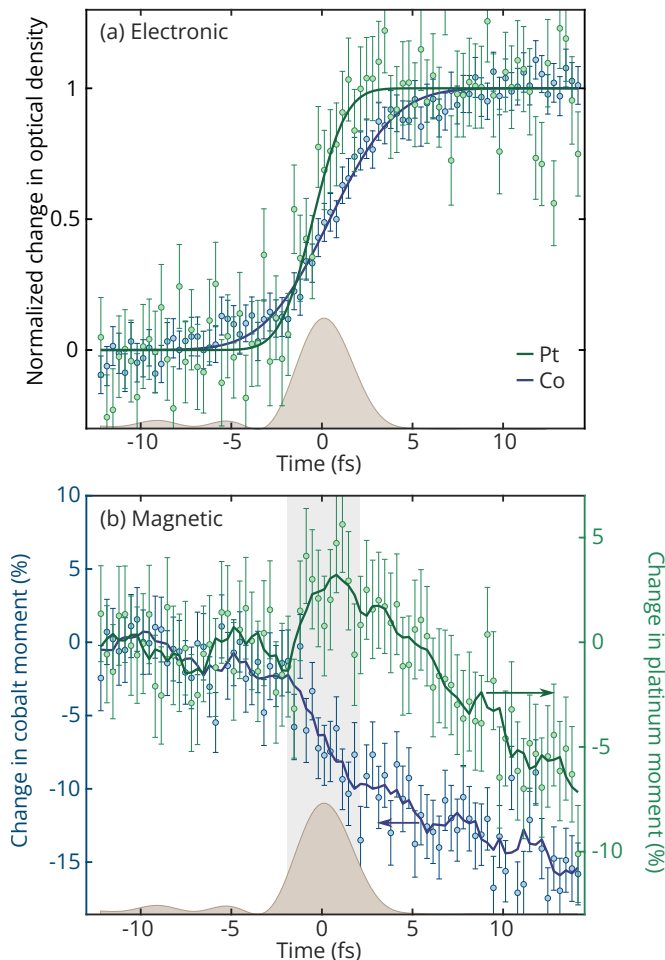 (a) Electronic
Normalized change in optical density
1
0.5
0
Pt
Co
-10 -5 0 5 10
Time (fs)
(b) Magnetic
Change in cobalt moment (%)
10
5
0
-5
-10
-15
Change in platinum moment (%)
5
0
-5
-10
-10 -5 0 5 10
Time (fs)